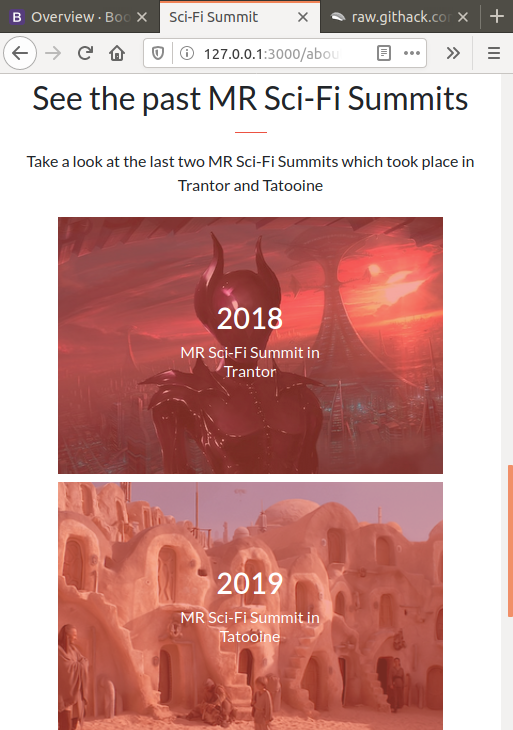 Overview · Boo
Sci-Fi Summit
raw.githack.co
127.0.0.1:3000/abou
See the past MR Sci-Fi Summits
Take a look at the last two MR Sci-Fi Summits which took place in
Trantor and Tatooine
2018
MR Sci-Fi Summit in
Trantor
2019
MR Sci-Fi Summit in
Tatooine